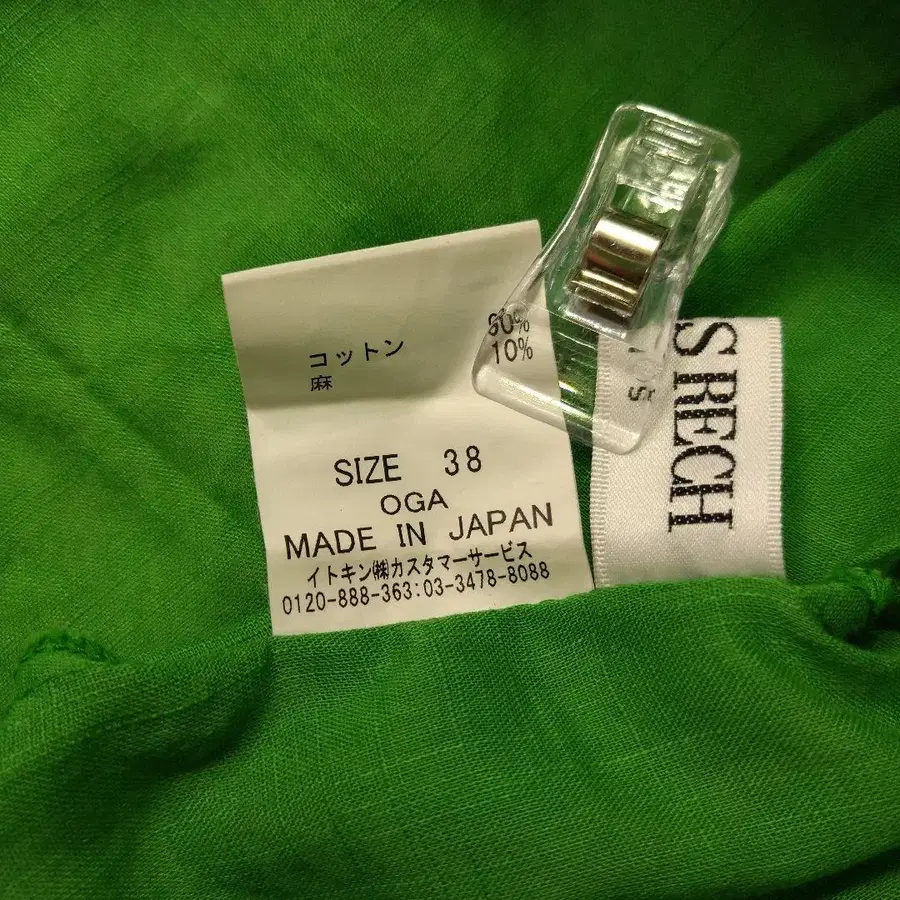 コットン 90%
麻 10%
SIZE 38
OGA
MADE IN JAPAN
イトキン㈱カスタマーサービス
0120-888-363:03-3478-8088
S RECH